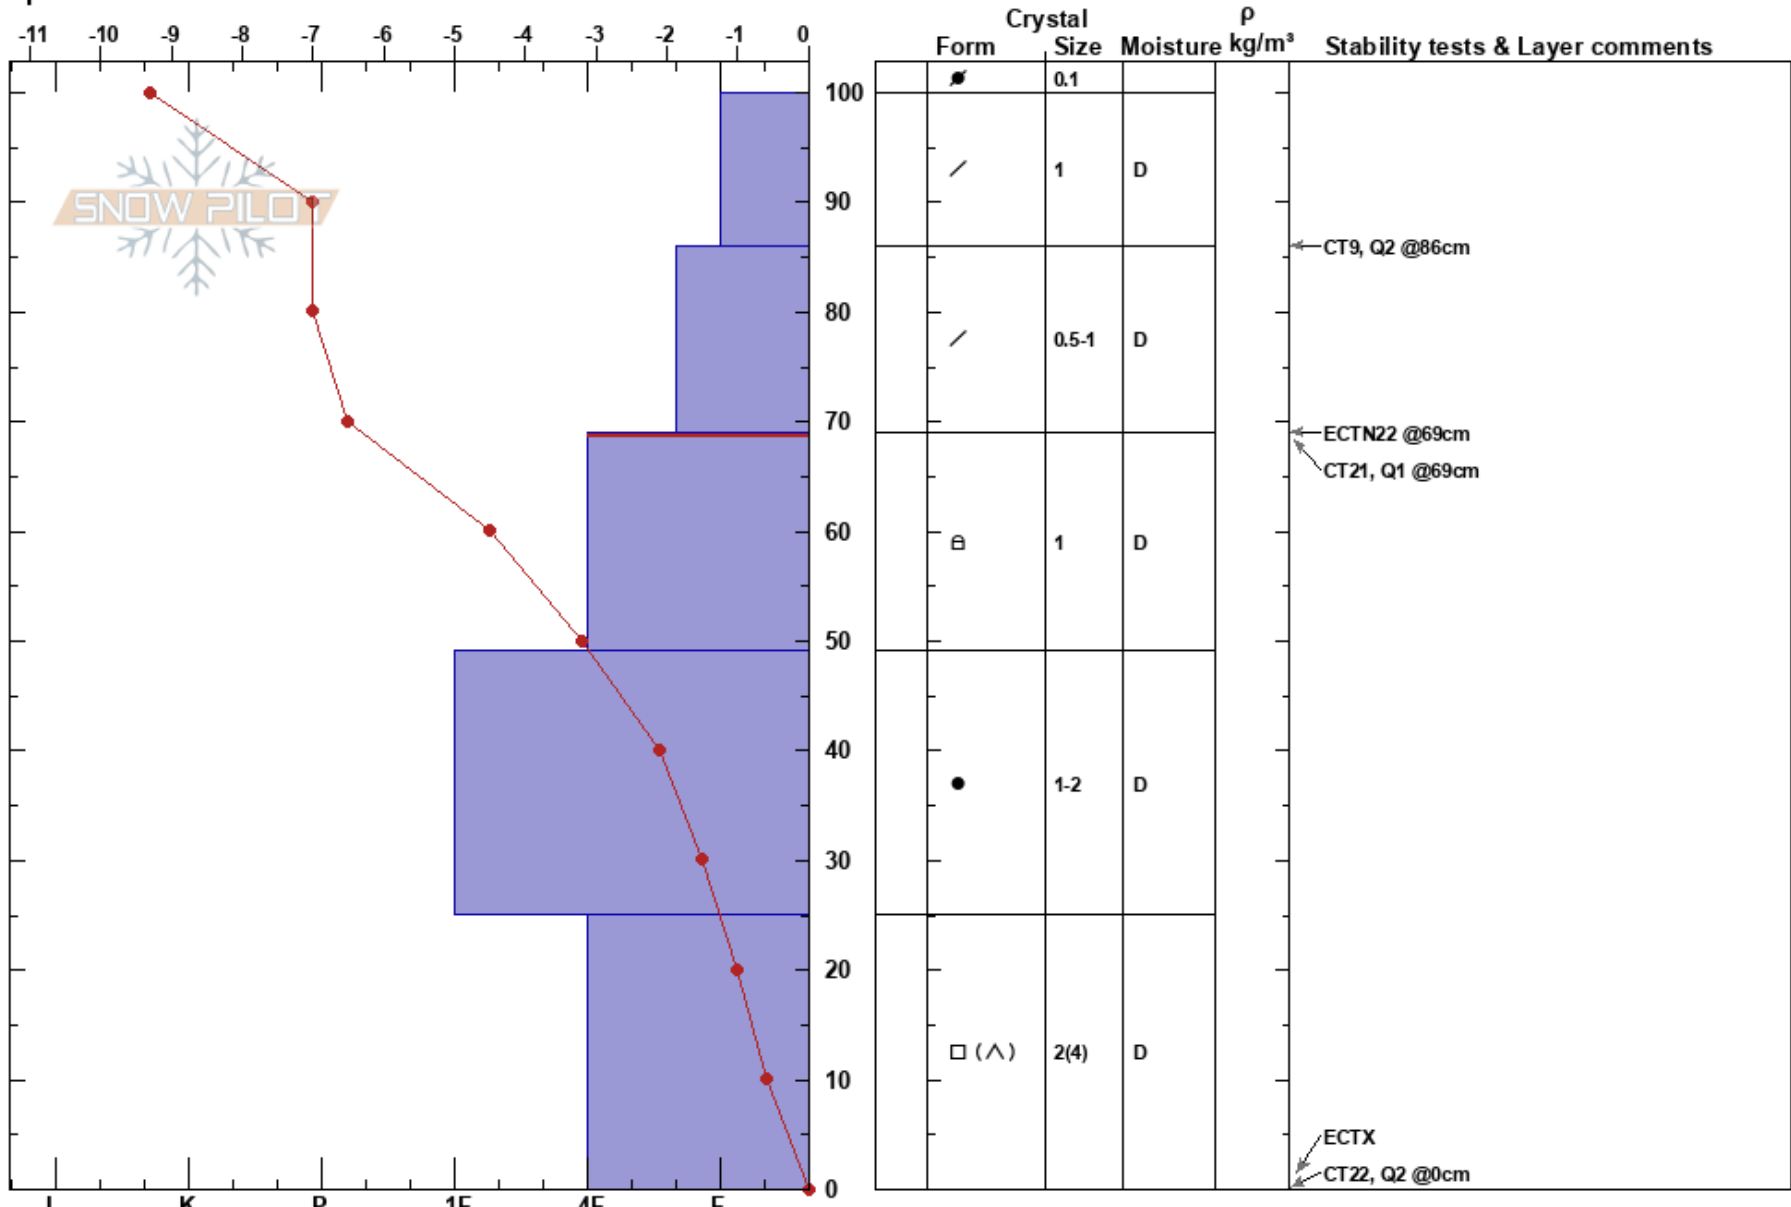 Crystal ρ
-11 -10 -9 -8 -7 -6 -5 -4 -3 -2 -1 0 Form Size Moisture kg/m³ Stability tests & Layer comments
0.1
100
1 D
SNOW PILOT
90
CT9, Q2 @86cm
80
0.5-1 D
70
ECTN22 @69cm
CT21, Q1 @69cm
60
1 D
50
40
1-2 D
30
20
2(4) D
10
ECTX
CT22, Q2 @0cm
0
I K P 1F 4F F